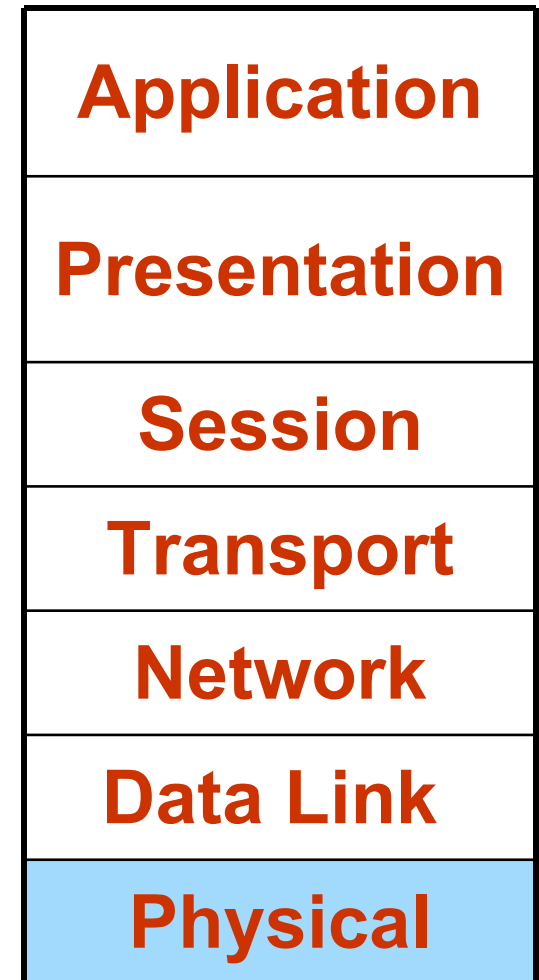 Application
Presentation
Session
Transport
Network
Data Link
Physical